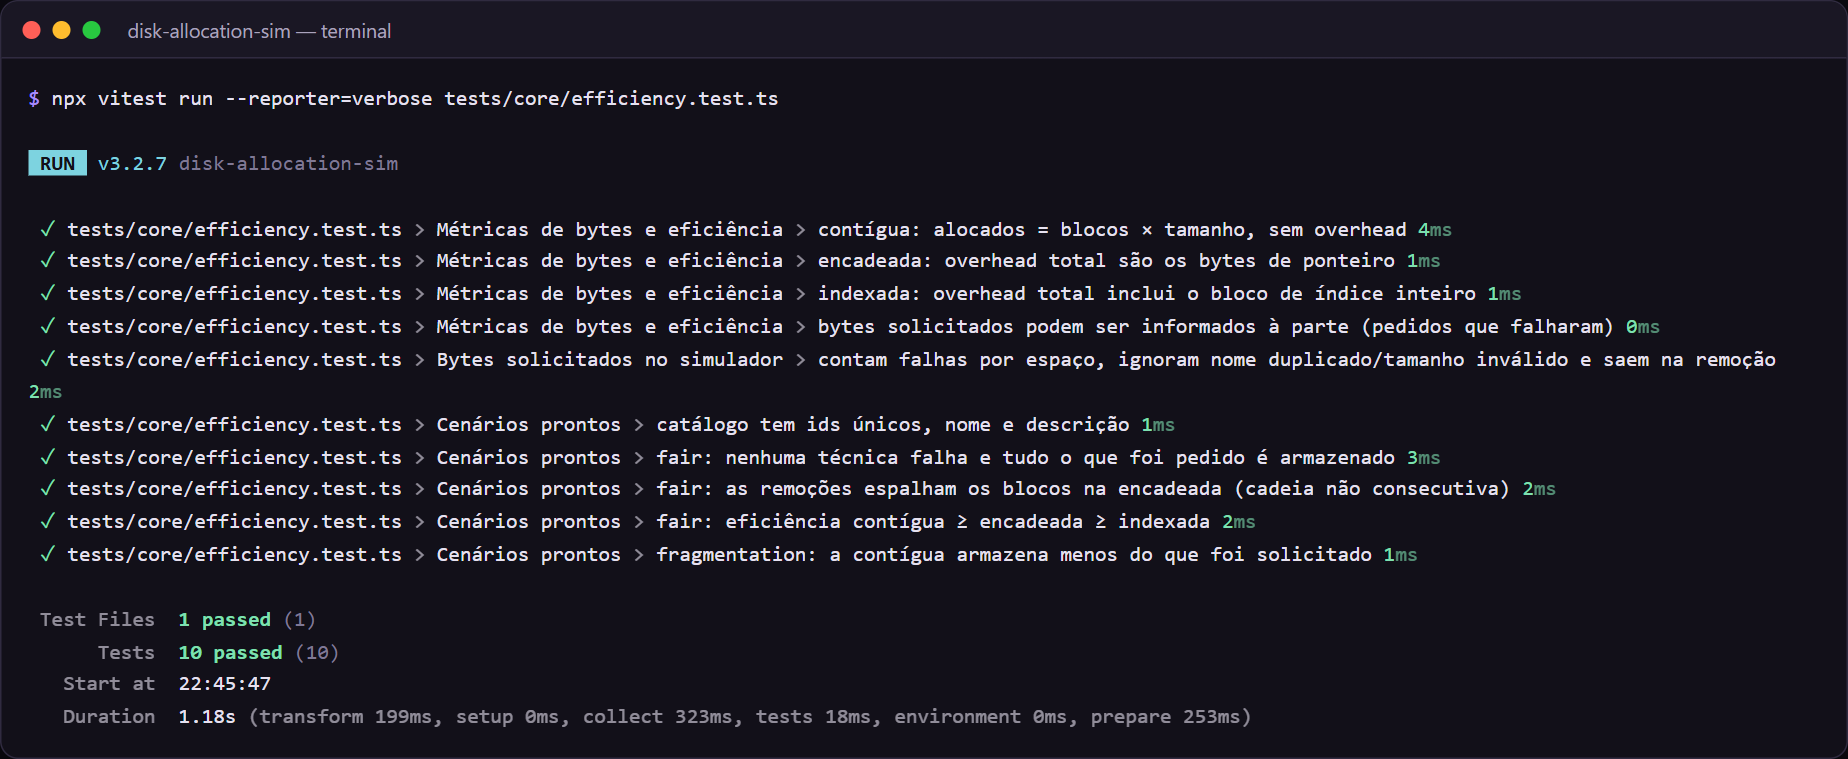 disk-allocation-sim — terminal
$ npx vitest run --reporter=verbose tests/core/efficiency.test.ts
RUN v3.2.7 disk-allocation-sim
✓ tests/core/efficiency.test.ts > Métricas de bytes e eficiência > contígua: alocados = blocos × tamanho, sem overhead 4ms
✓ tests/core/efficiency.test.ts > Métricas de bytes e eficiência > encadeada: overhead total são os bytes de ponteiro 1ms
✓ tests/core/efficiency.test.ts > Métricas de bytes e eficiência > indexada: overhead total inclui o bloco de índice inteiro 1ms
✓ tests/core/efficiency.test.ts > Métricas de bytes e eficiência > bytes solicitados podem ser informados à parte (pedidos que falharam) 0ms
✓ tests/core/efficiency.test.ts > Bytes solicitados no simulador > contam falhas por espaço, ignoram nome duplicado/tamanho inválido e saem na remoção
2ms
✓ tests/core/efficiency.test.ts > Cenários prontos > catálogo tem ids únicos, nome e descrição 1ms
✓ tests/core/efficiency.test.ts > Cenários prontos > fair: nenhuma técnica falha e tudo o que foi pedido é armazenado 3ms
✓ tests/core/efficiency.test.ts > Cenários prontos > fair: as remoções espalham os blocos na encadeada (cadeia não consecutiva) 2ms
✓ tests/core/efficiency.test.ts > Cenários prontos > fair: eficiência contígua ≥ encadeada ≥ indexada 2ms
✓ tests/core/efficiency.test.ts > Cenários prontos > fragmentation: a contígua armazena menos do que foi solicitado 1ms
Test Files 1 passed (1)
Tests 10 passed (10)
Start at 22:45:47
Duration 1.18s (transform 199ms, setup 0ms, collect 323ms, tests 18ms, environment 0ms, prepare 253ms)